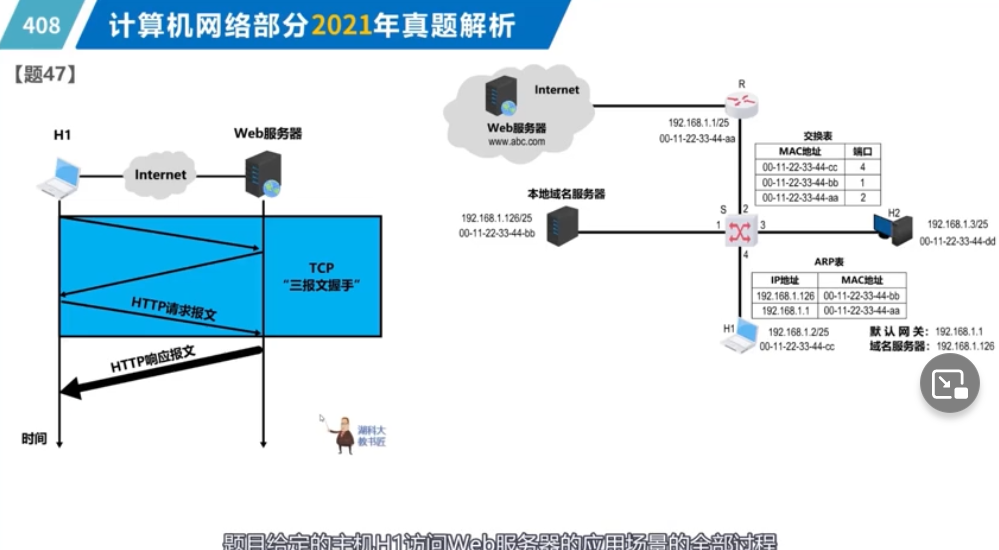 408
计算机网络部分2021年真题解析
【题47】
H1
Web服务器
Internet
TCP
“三报文握手”
HTTP请求报文
HTTP响应报文
时间
湖科大
教书匠
Internet
Web服务器
www.abc.com
R
192.168.1.1/25
00-11-22-33-44-aa
交换表
MAC地址 端口
00-11-22-33-44-cc 4
00-11-22-33-44-bb 1
00-11-22-33-44-aa 2
本地域名服务器
192.168.1.126/25
00-11-22-33-44-bb
S
1
2
3
4
H2
192.168.1.3/25
00-11-22-33-44-dd
ARP表
IP地址 MAC地址
192.168.1.126 00-11-22-33-44-bb
192.168.1.1 00-11-22-33-44-aa
H1
192.168.1.2/25
00-11-22-33-44-cc
默认网关: 192.168.1.1
域名服务器: 192.168.1.126
题目给定的主机H1访问Web服务器的应用场景的全部过程